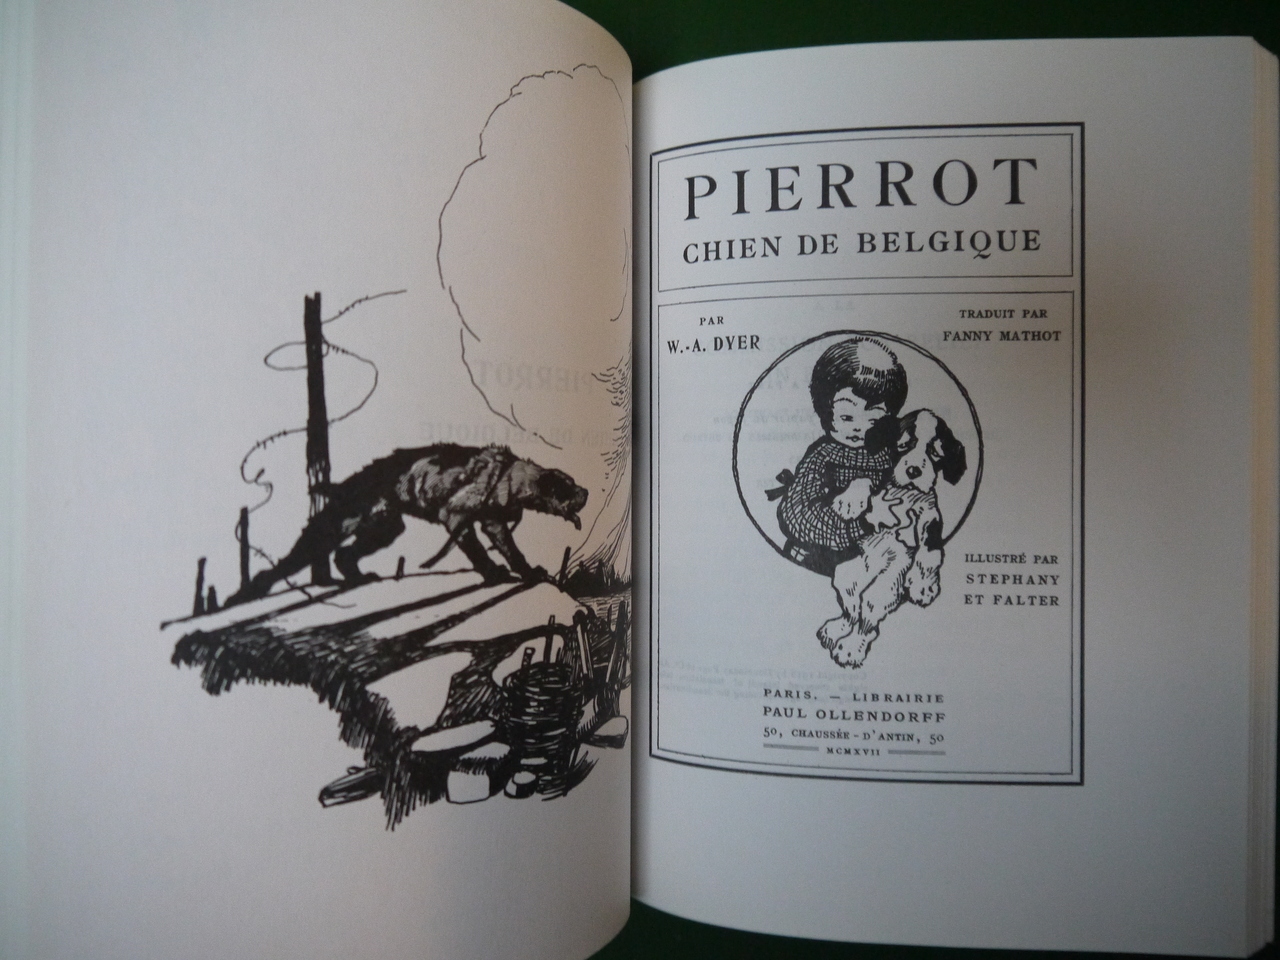 PIERROT
CHIEN DE BELGIQUE
PAR
W.-A. DYER
TRADUIT PAR
FANNY MATHOT
ILLUSTRÉ PAR
STEPHANY
ET FALTER
PARIS. — LIBRAIRIE
PAUL OLLENDORFF
50, CHAUSSÉE-D'ANTIN, 50
MCMXVII